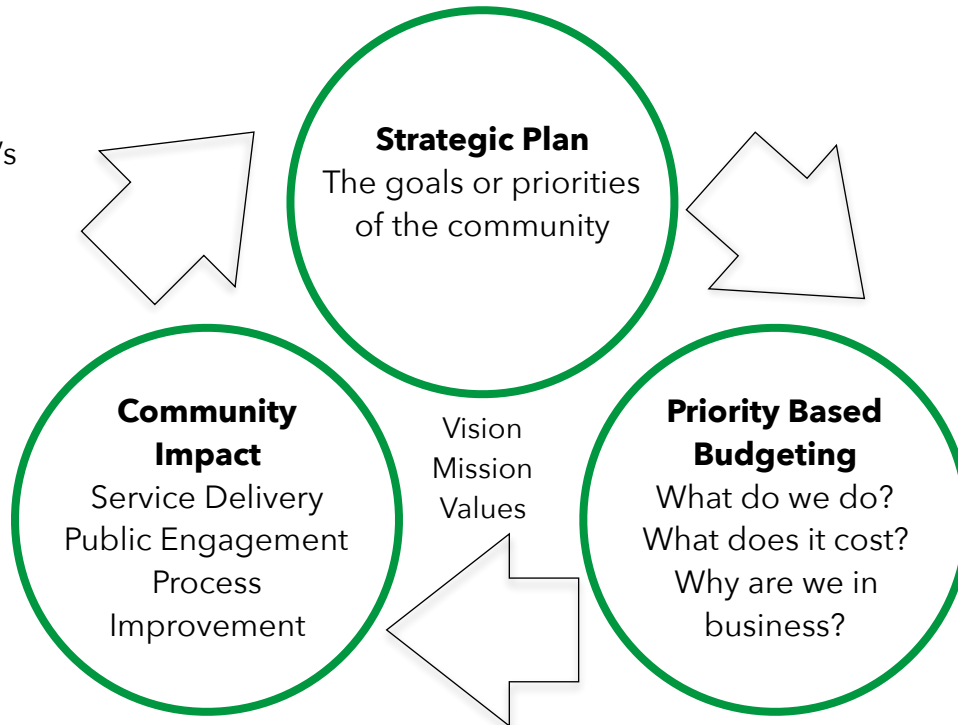 's
Strategic Plan
The goals or priorities
of the community
Community
Impact
Service Delivery
Public Engagement
Process
Improvement
Vision
Mission
Values
Priority Based
Budgeting
What do we do?
What does it cost?
Why are we in
business?